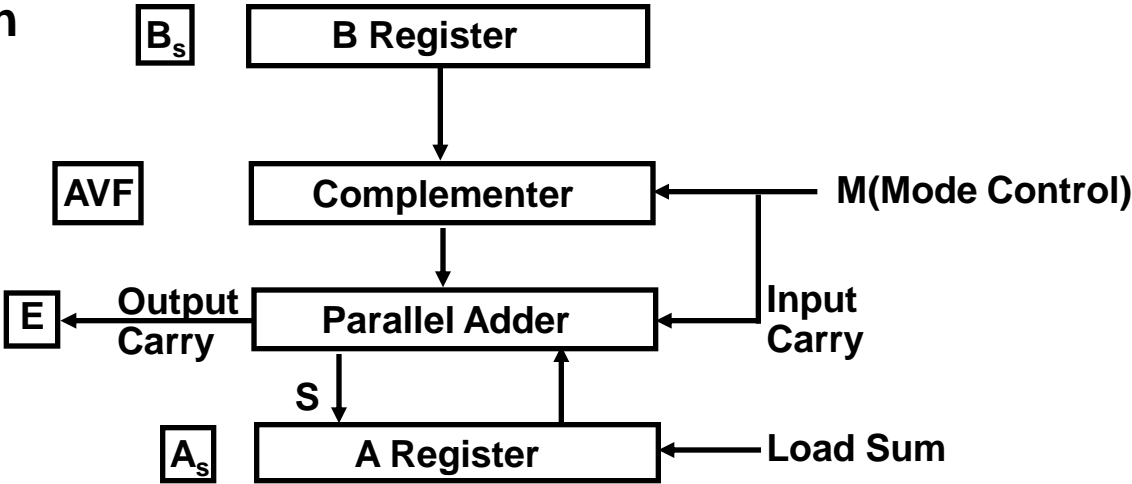 n
B_s
B Register
AVF
Complementer
M(Mode Control)
E
Output
Carry
Parallel Adder
Input
Carry
S
A_s
A Register
Load Sum